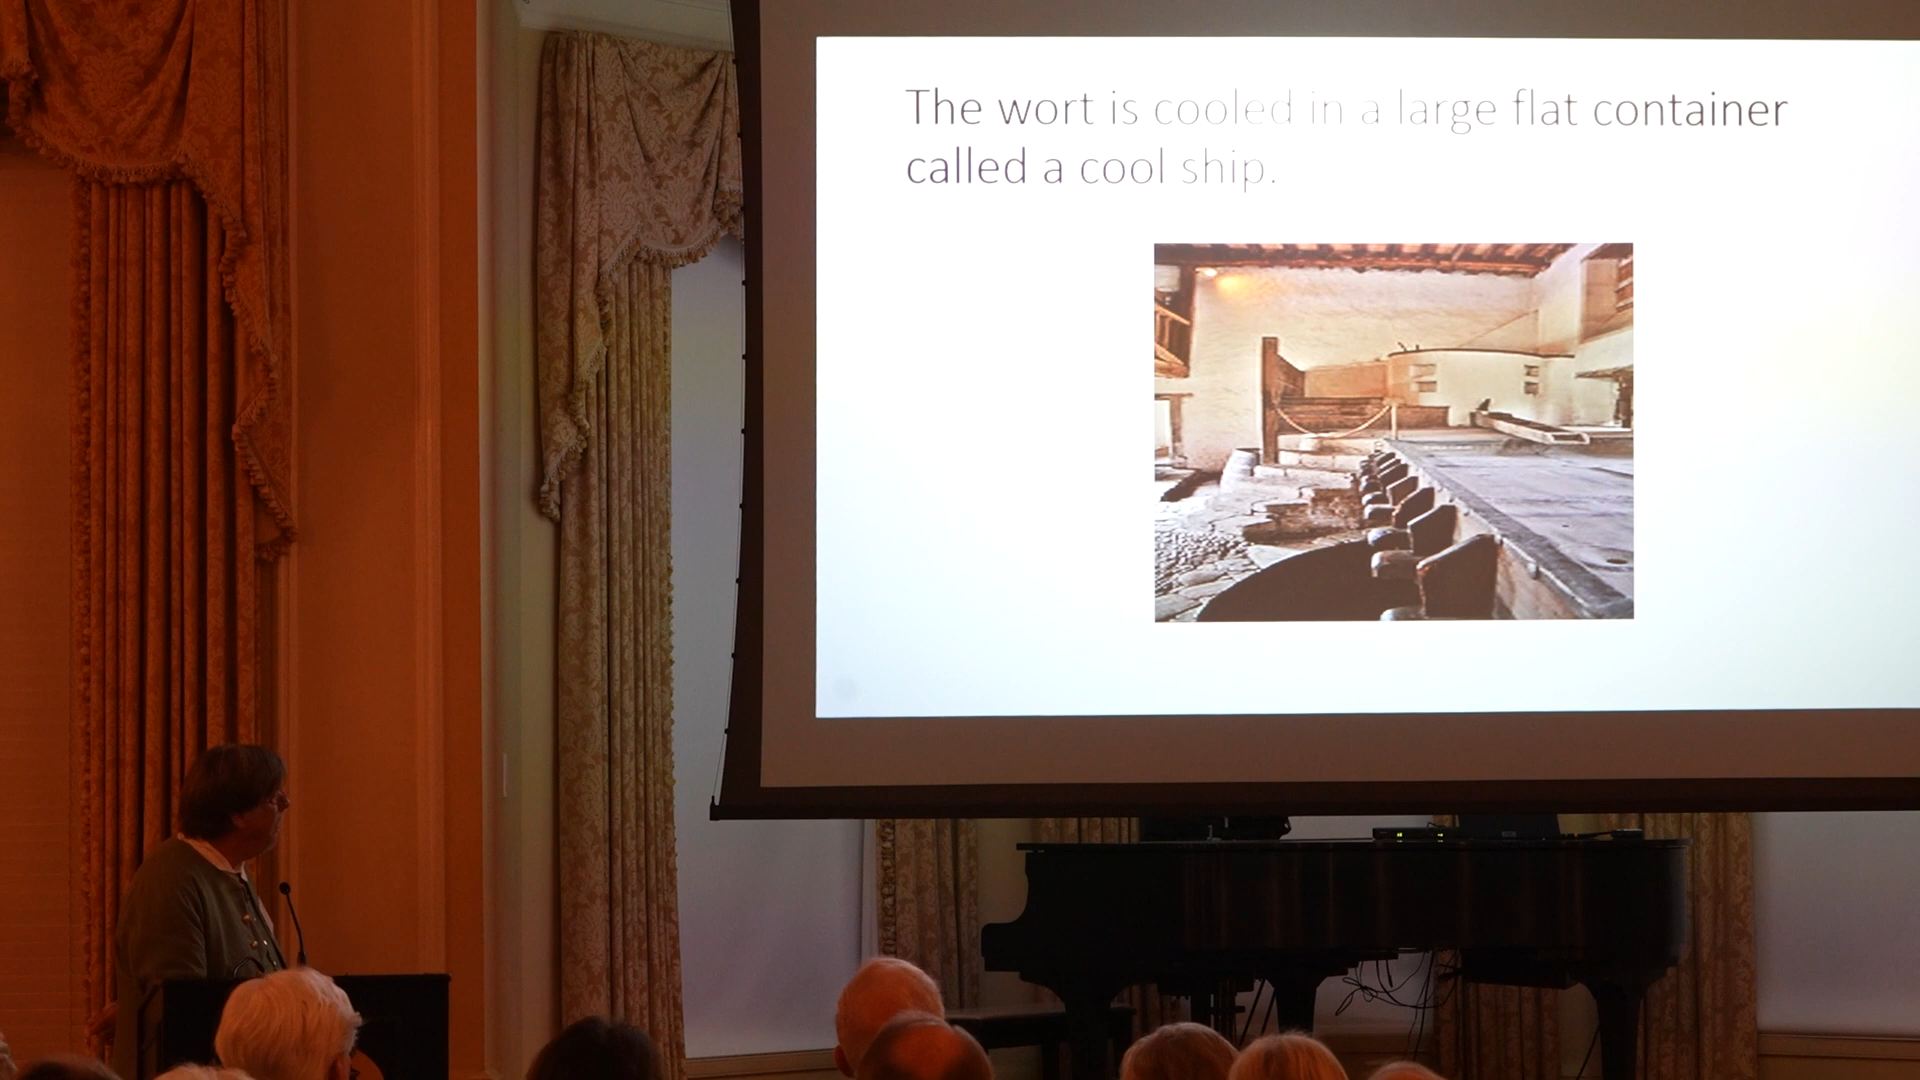 The wort is cooled in a large flat container
called a cool ship.